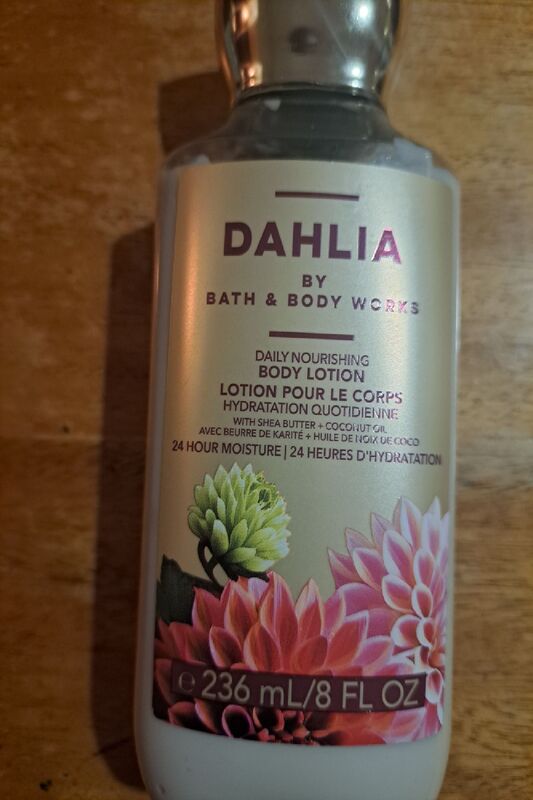 DAHLIA
BY
BATH & BODY WORKS
DAILY NOURISHING
BODY LOTION
LOTION POUR LE CORPS
HYDRATATION QUOTIDIENNE
WITH SHEA BUTTER + COCONUT OIL
AVEC BEURRE DE KARITÉ + HUILE DE NOIX DE COCO
24 HOUR MOISTURE | 24 HEURES D'HYDRATATION
℮ 236 mL/8 FL OZ